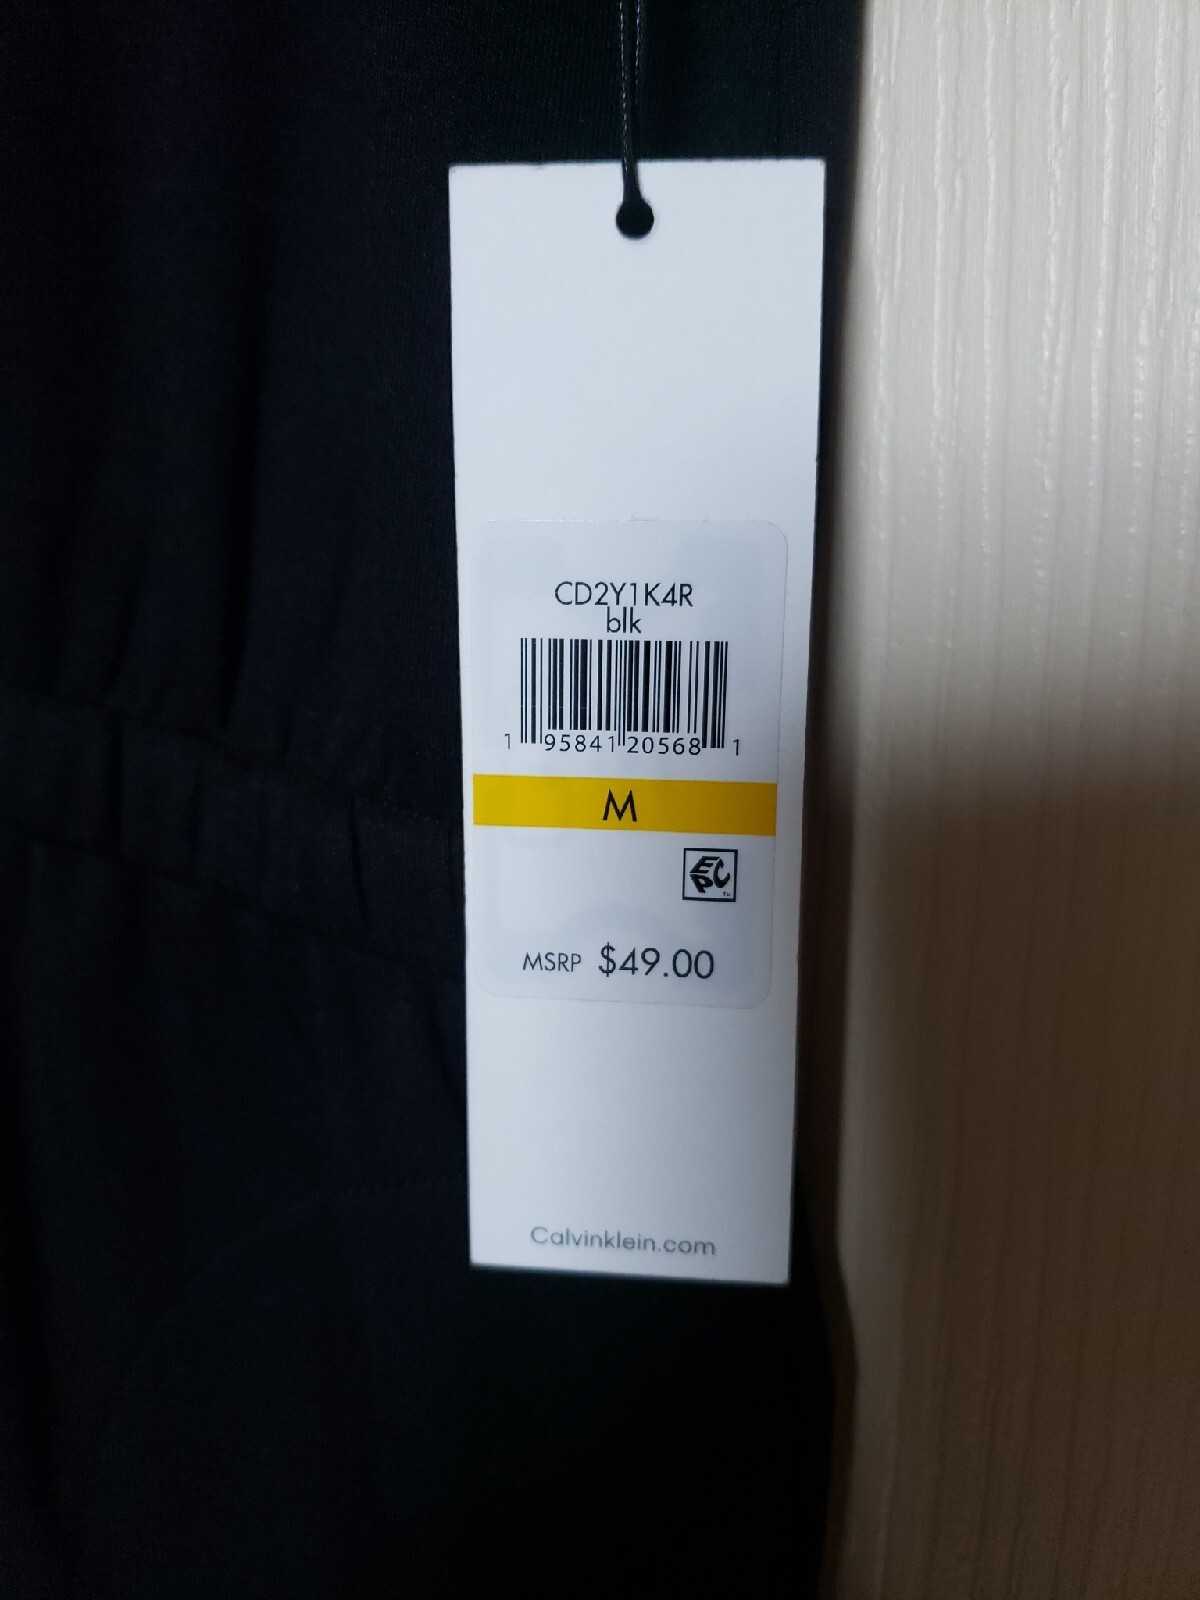 CD2Y1K4R
blk
1 95841 20568 1
M
EPC
MSRP $49.00
Calvinklein.com